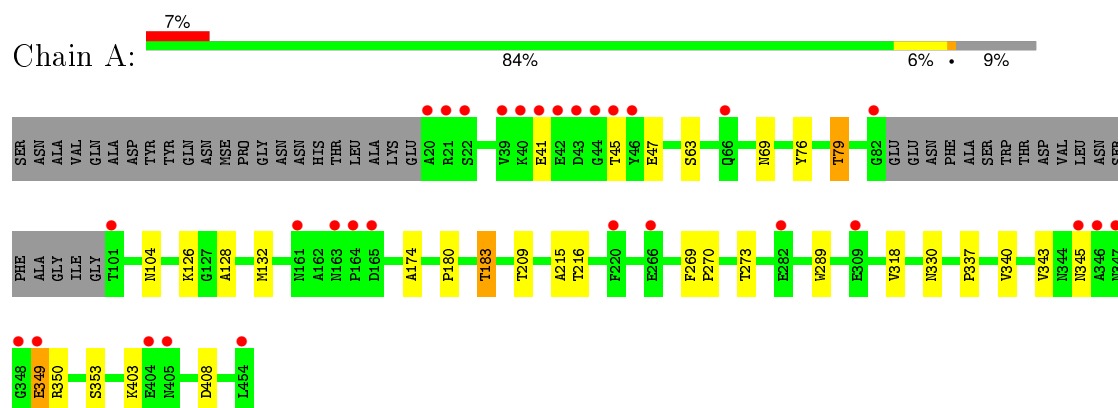 7%
Chain A:
84% 6% • 9%
SER ASN ALA VAL GLN ALA ASP TYR TYR GLN ASN MSE PRO GLY ASN ASN HIS THR LEU ALA LYS GLU A20 R21 S22 V39 K40 E41 E42 D43 G44 T45 Y46 E47 S63 Q66 N69 Y76 T79 G82 GLU GLU ASN PHE ALA SER TRP THR ASP VAL LEU ASN SER
PHE ALA GLY ILE GLY T101 N104 K126 G127 A128 M132 N161 A162 N163 P164 D165 A174 P180 T183 T209 A215 T216 F220 E266 F269 P270 T273 E282 W289 E309 V318 N330 P337 V340 V343 N344 N345 A346 N347
G348 E349 R350 S353 K403 E404 N405 D408 L454